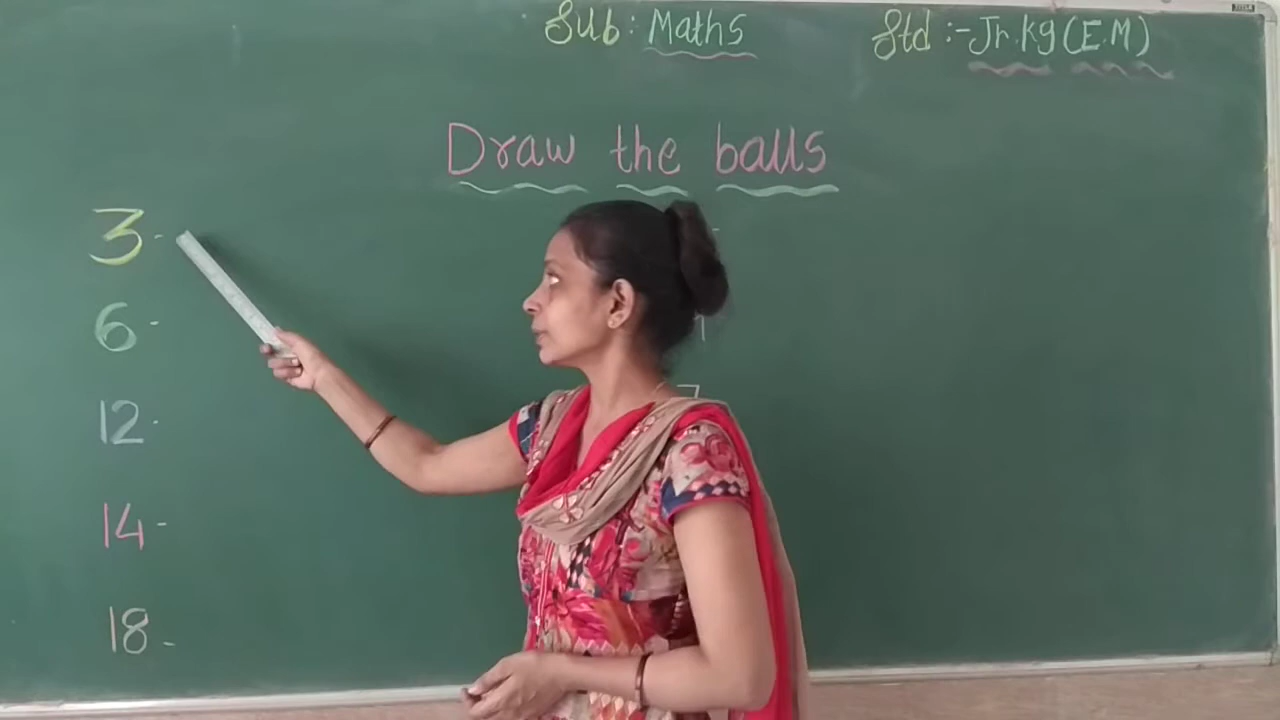 Sub : Maths
Std :- Jr.kg (E.M)
Draw the balls
3 -
6 -
12 -
14 -
18 -